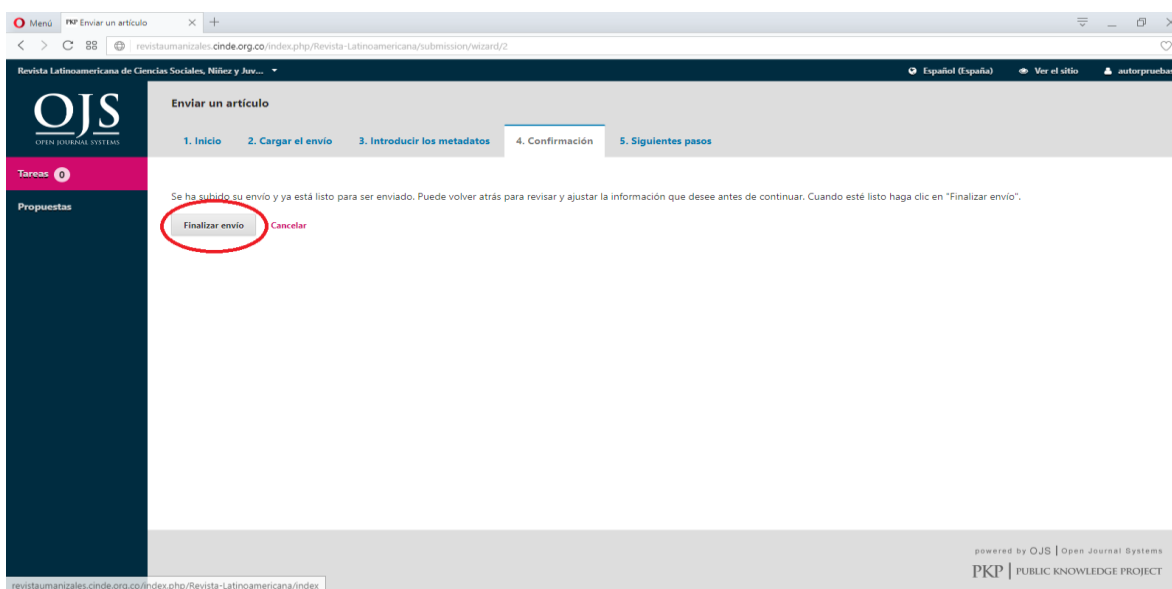 Menú PKP Enviar un artículo
revistaumanizales.cinde.org.co/index.php/Revista-Latinoamericana/submission/wizard/2
Revista Latinoamericana de Ciencias Sociales, Niñez y Juv... Español (España) Ver el sitio autorpruebas
OJS
OPEN JOURNAL SYSTEMS
Enviar un artículo
1. Inicio 2. Cargar el envío 3. Introducir los metadatos 4. Confirmación 5. Siguientes pasos
Tareas 0
Propuestas
Se ha subido su envío y ya está listo para ser enviado. Puede volver atrás para revisar y ajustar la información que desee antes de continuar. Cuando esté listo haga clic en "Finalizar envío".
Finalizar envío Cancelar
powered by OJS | Open Journal Systems
PKP | PUBLIC KNOWLEDGE PROJECT
revistaumanizales.cinde.org.co/index.php/Revista-Latinoamericana/index